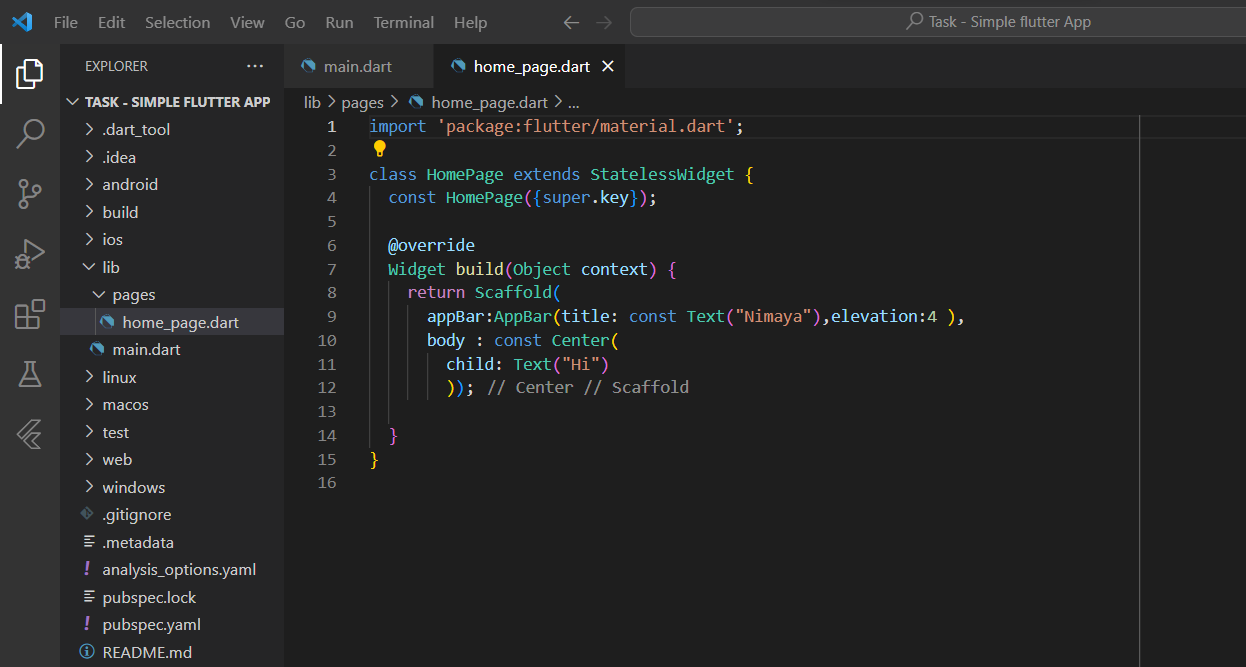 File Edit Selection View Go Run Terminal Help
Task - Simple flutter App
EXPLORER
TASK - SIMPLE FLUTTER APP
.dart_tool
.idea
android
build
ios
lib
pages
home_page.dart
main.dart
linux
macos
test
web
windows
.gitignore
.metadata
analysis_options.yaml
pubspec.lock
pubspec.yaml
README.md
main.dart
home_page.dart
lib > pages > home_page.dart > ...
1 import 'package:flutter/material.dart';
2
3 class HomePage extends StatelessWidget {
4 const HomePage({super.key});
5
6 @override
7 Widget build(Object context) {
8 return Scaffold(
9 appBar:AppBar(title: const Text("Nimaya"),elevation:4 ),
10 body : const Center(
11 child: Text("Hi")
12 )); // Center // Scaffold
13
14 }
15 }
16